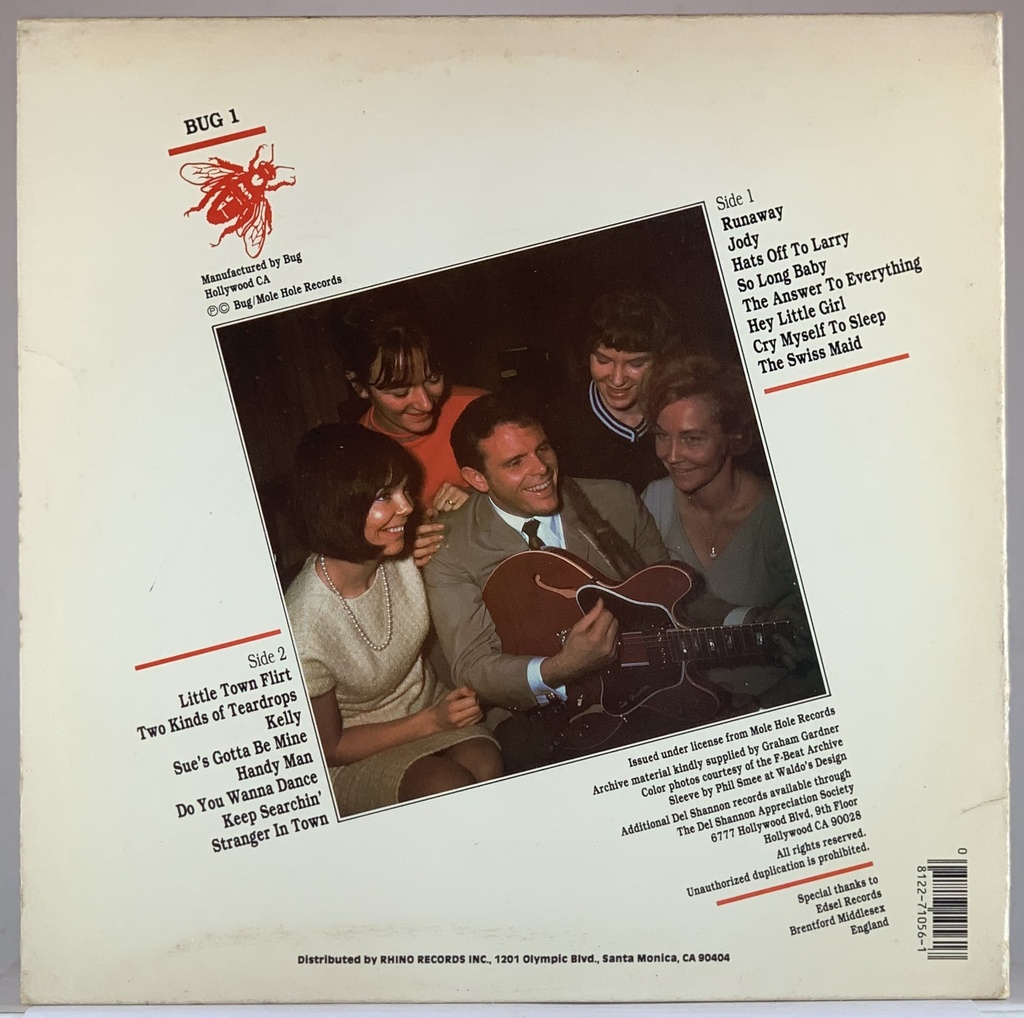 BUG 1
Manufactured by Bug
Hollywood CA
Ⓟ© Bug/Mole Hole Records
Side 1
Runaway
Jody
Hats Off To Larry
So Long Baby
The Answer To Everything
Hey Little Girl
Cry Myself To Sleep
The Swiss Maid
Side 2
Little Town Flirt
Two Kinds of Teardrops
Kelly
Sue's Gotta Be Mine
Handy Man
Do You Wanna Dance
Keep Searchin'
Stranger In Town
Issued under license from Mole Hole Records
Archive material kindly supplied by Graham Gardner
Color photos courtesy of the F-Beat Archive
Sleeve by Phil Smee at Waldo's Design
Additional Del Shannon records available through
The Del Shannon Appreciation Society
6777 Hollywood Blvd, 9th Floor
Hollywood CA 90028
All rights reserved.
Unauthorized duplication is prohibited.
Special thanks to
Edsel Records
Brentford Middlesex
England
0
8122-71056-1
Distributed by RHINO RECORDS INC., 1201 Olympic Blvd., Santa Monica, CA 90404